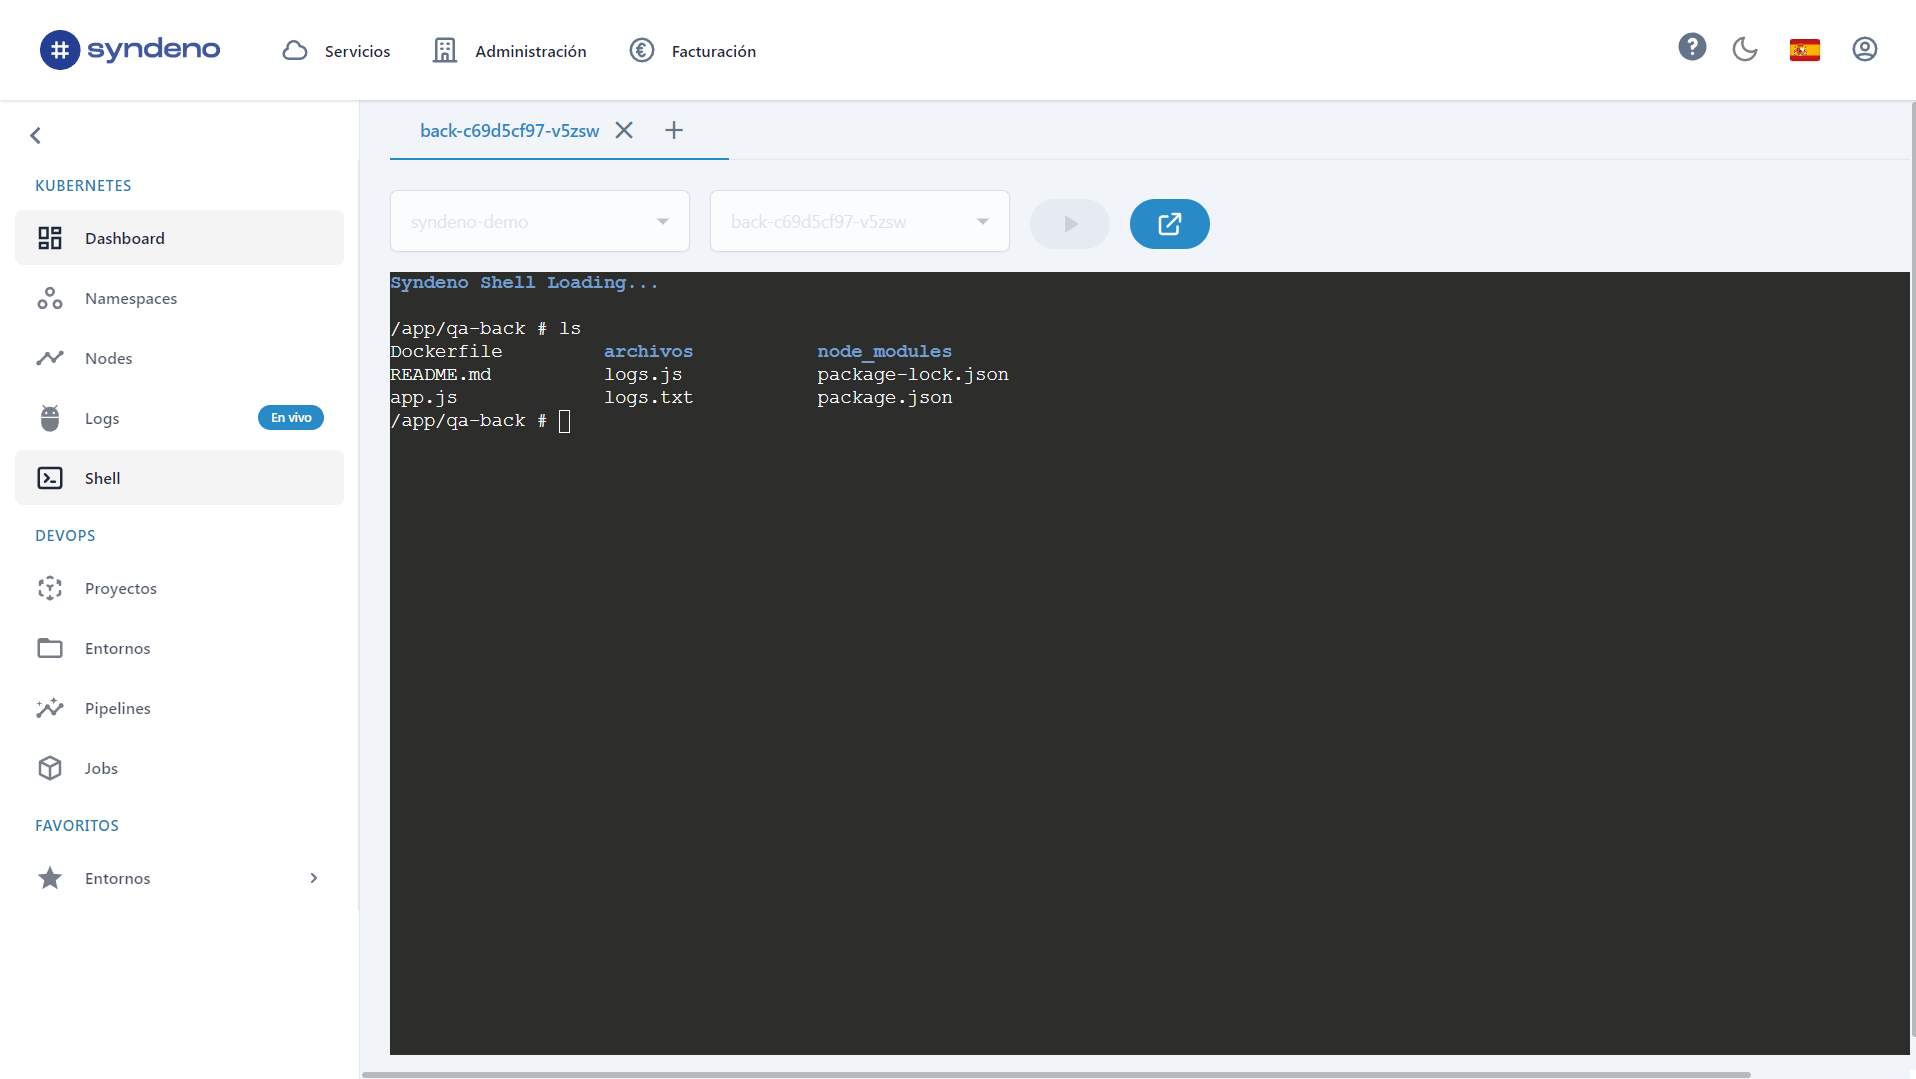 syndeno
Servicios
Administración
Facturación
KUBERNETES
Dashboard
Namespaces
Nodes
Logs
En vivo
Shell
DEVOPS
Proyectos
Entornos
Pipelines
Jobs
FAVORITOS
Entornos
back-c69d5cf97-v5zsw
syndeno-demo
back-c69d5cf97-v5zsw
Syndeno Shell Loading...
/app/qa-back # ls
Dockerfile archivos node_modules
README.md logs.js package-lock.json
app.js logs.txt package.json
/app/qa-back #